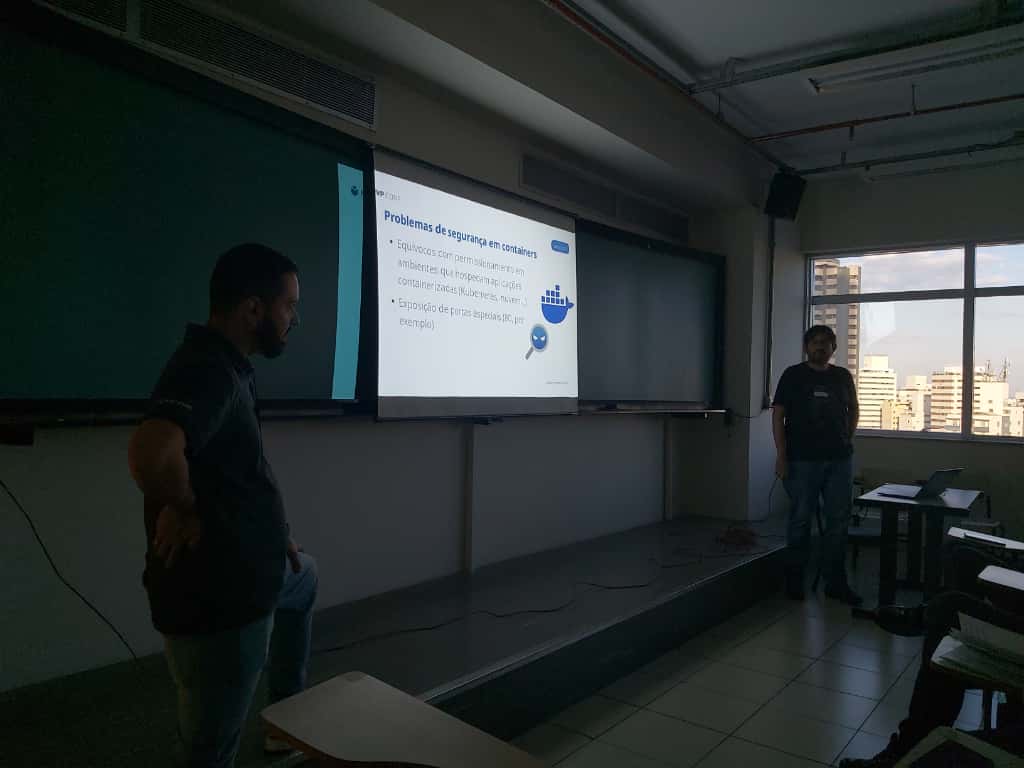 Problemas de segurança em containers
• Equívocos com permissionamento em
ambientes que hospedam aplicações
containerizadas (Kubernetes, nuvem...)
• Exposição de portas especiais (80, por
exemplo)